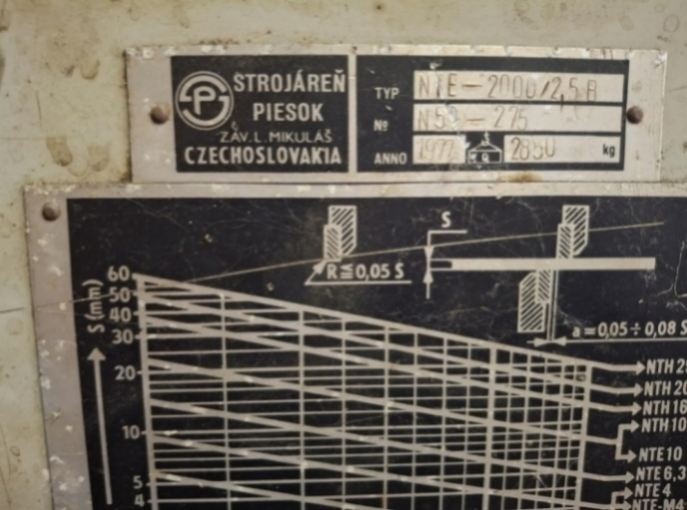 STROJÁREŇ
PIESOK
ZÁV. L. MIKULÁŠ
CZECHOSLOVAKIA
TYP NTE-2000/2,5 B
№
ANNO 1977 2850 kg
S
R≦0,05 S
a=0,05÷0,08 S
S (mm)
60
50
40
30
20
10
5
4
NTH 20
NTH 16
NTH 10
NTE 10
NTE 6,3
NTE 4